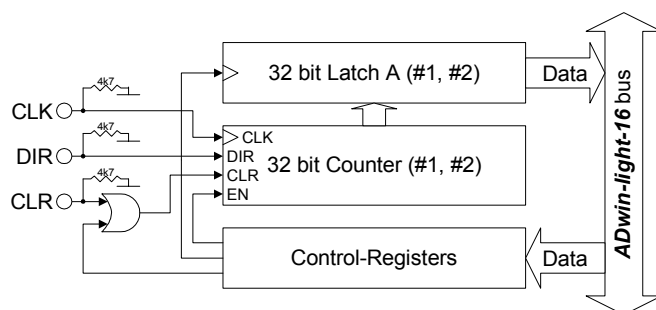 4k7
32 bit Latch A (#1, #2)
Data
CLK
4k7
CLK
DIR
DIR
32 bit Counter (#1, #2)
4k7
CLR
CLR
EN
Control-Registers
Data
ADwin-light-16 bus